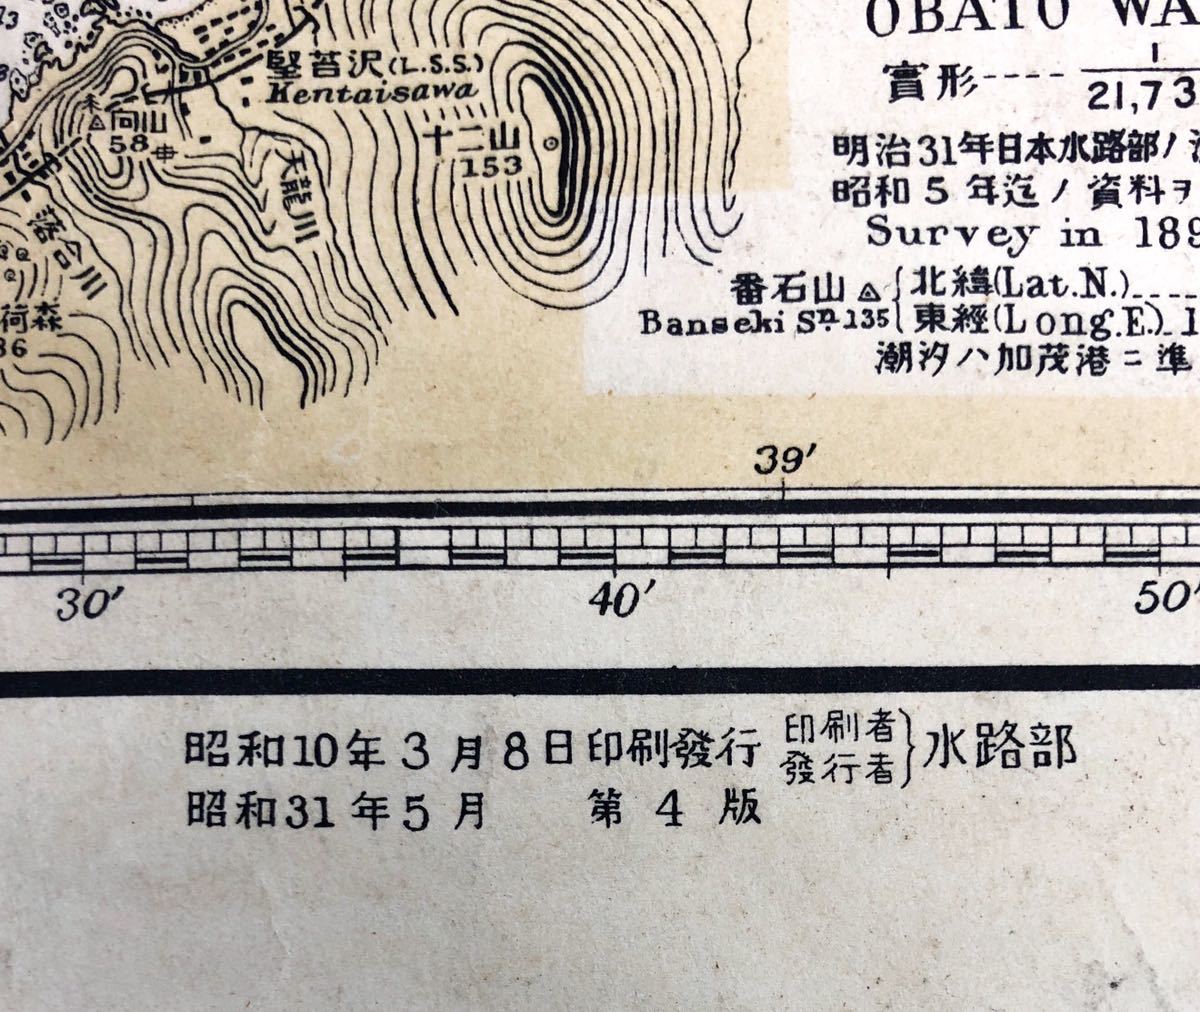 OBATO WA
實形---- 1/21,73
明治31年日本水路部ノ
昭和5年迄ノ資料ヲ
Survey in 189
番石山 北緯(Lat.N.)
Banseki Sn 135 東經(Long.E.) 1
潮汐ハ加茂港ニ準
73
堅苔沢(L.S.S.)
Kentaisawa
向山
58
十二山
153
天龍川
落合川
荷森
36
39′
30′ 40′ 50′
昭和10年3月8日印刷發行 印刷者 發行者 水路部
昭和31年5月 第4版